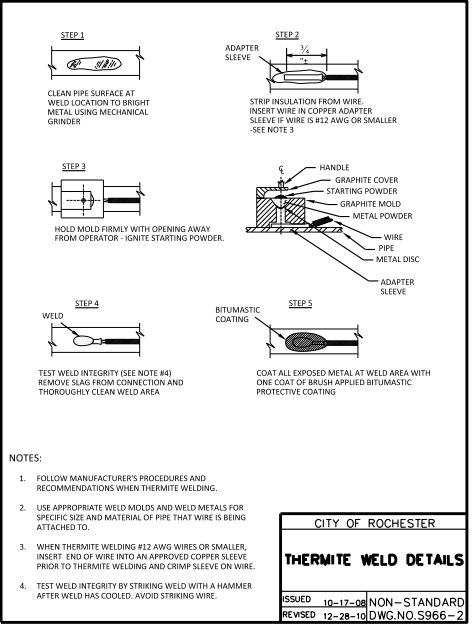 STEP 1
CLEAN PIPE SURFACE AT
WELD LOCATION TO BRIGHT
METAL USING MECHANICAL
GRINDER
STEP 2
ADAPTER
SLEEVE
3/4
"±
STRIP INSULATION FROM WIRE.
INSERT WIRE IN COPPER ADAPTER
SLEEVE IF WIRE IS #12 AWG OR SMALLER
-SEE NOTE 3
STEP 3
HOLD MOLD FIRMLY WITH OPENING AWAY
FROM OPERATOR - IGNITE STARTING POWDER.
℄
HANDLE
GRAPHITE COVER
STARTING POWDER
GRAPHITE MOLD
METAL POWDER
WIRE
PIPE
METAL DISC
ADAPTER
SLEEVE
STEP 4
WELD
TEST WELD INTEGRITY (SEE NOTE #4)
REMOVE SLAG FROM CONNECTION AND
THOROUGHLY CLEAN WELD AREA
STEP 5
BITUMASTIC
COATING
COAT ALL EXPOSED METAL AT WELD AREA WITH
ONE COAT OF BRUSH APPLIED BITUMASTIC
PROTECTIVE COATING
NOTES:
1. FOLLOW MANUFACTURER'S PROCEDURES AND
RECOMMENDATIONS WHEN THERMITE WELDING.
2. USE APPROPRIATE WELD MOLDS AND WELD METALS FOR
SPECIFIC SIZE AND MATERIAL OF PIPE THAT WIRE IS BEING
ATTACHED TO.
3. WHEN THERMITE WELDING #12 AWG WIRES OR SMALLER,
INSERT END OF WIRE INTO AN APPROVED COPPER SLEEVE
PRIOR TO THERMITE WELDING AND CRIMP SLEEVE ON WIRE.
4. TEST WELD INTEGRITY BY STRIKING WELD WITH A HAMMER
AFTER WELD HAS COOLED. AVOID STRIKING WIRE.
CITY OF ROCHESTER
THERMITE WELD DETAILS
ISSUED 10-17-08
REVISED 12-28-10
NON-STANDARD
DWG.NO.S966-2